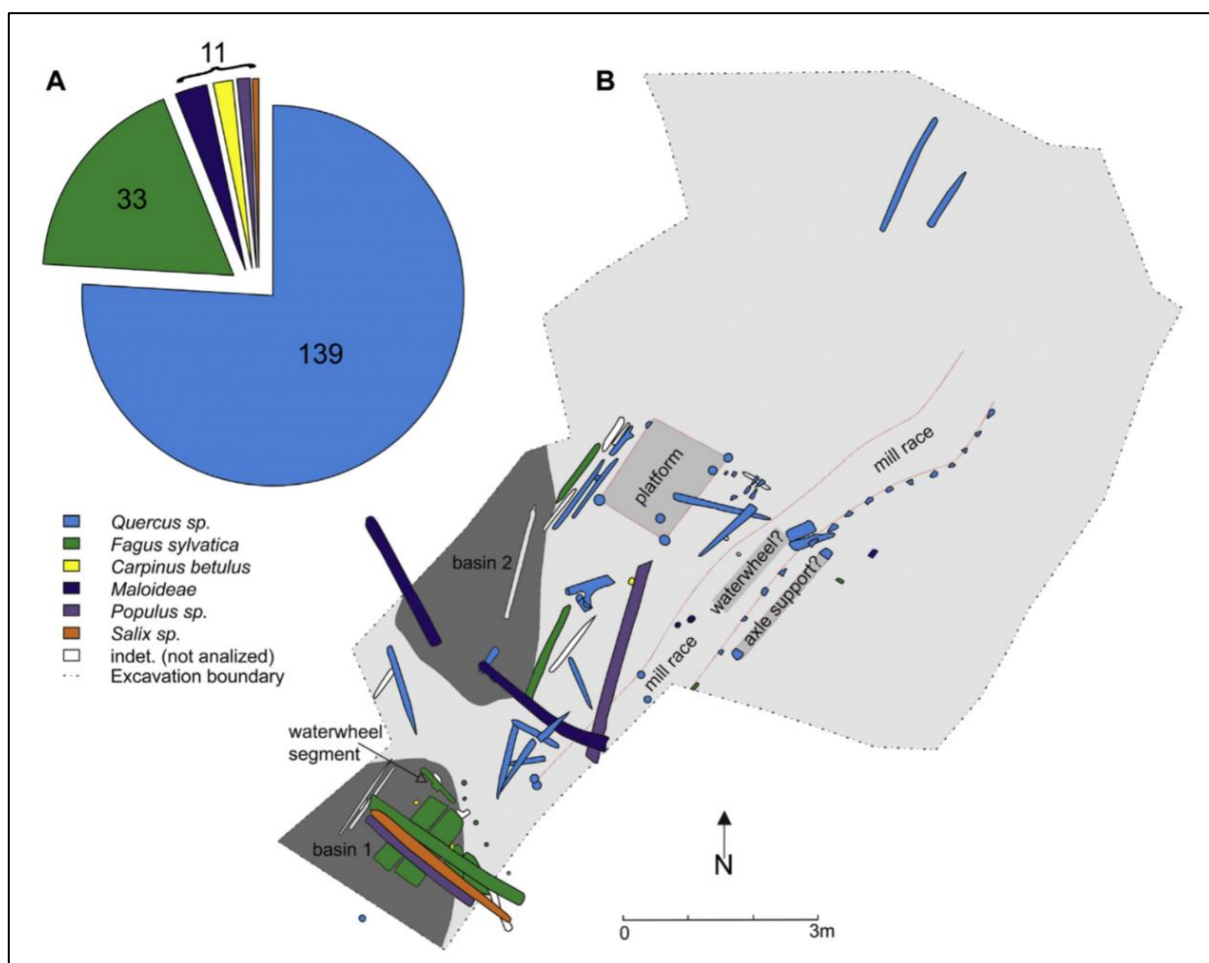 A
11
33
139
Quercus sp.
Fagus sylvatica
Carpinus betulus
Maloideae
Populus sp.
Salix sp.
indet. (not analized)
Excavation boundary
B
platform
mill race
basin 2
waterwheel?
axle support?
mill race
waterwheel
segment
basin 1
N
0
3m